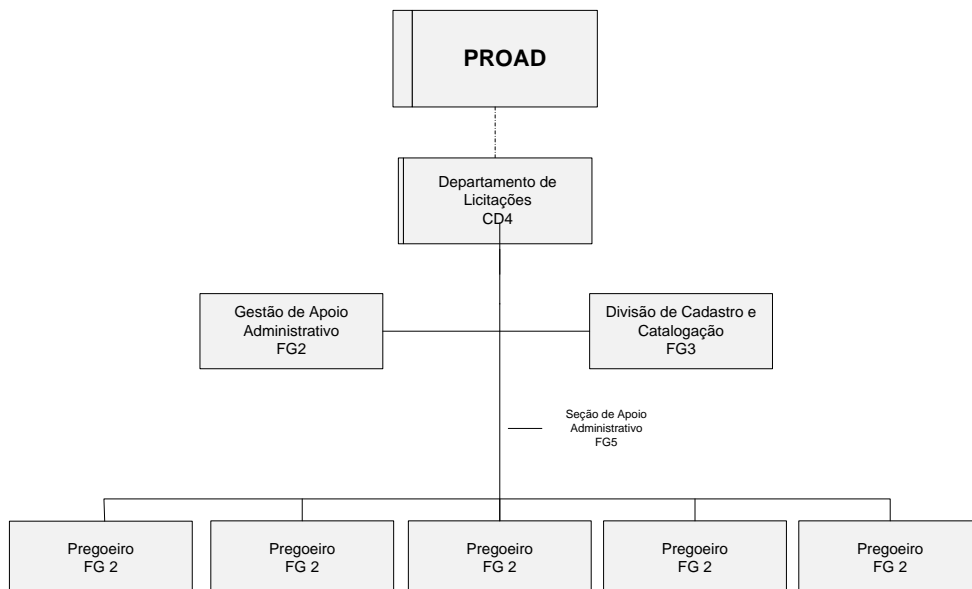 PROAD
Departamento de
Licitações
CD4
Gestão de Apoio
Administrativo
FG2
Divisão de Cadastro e
Catalogação
FG3
Seção de Apoio
Administrativo
FG5
Pregoeiro
FG 2
Pregoeiro
FG 2
Pregoeiro
FG 2
Pregoeiro
FG 2
Pregoeiro
FG 2